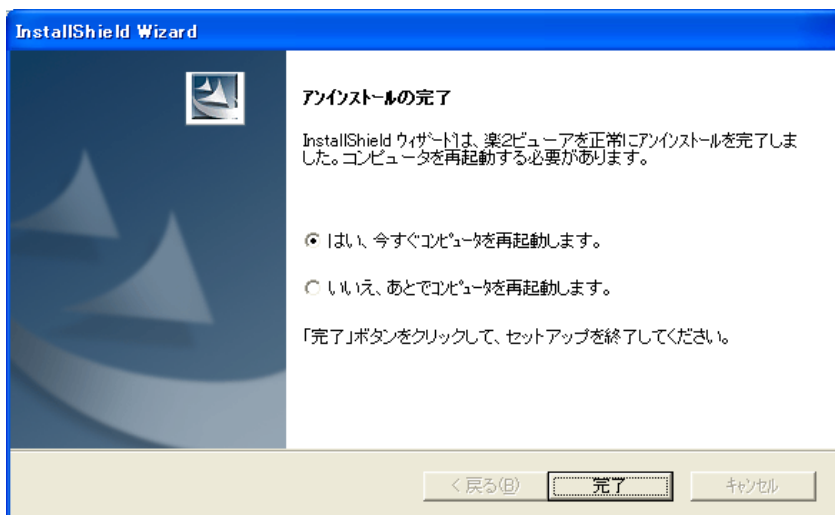 InstallShield Wizard
アンインストールの完了
InstallShield ウィザードは、楽2ビューアを正常にアンインストールを完了しま
した。コンピュータを再起動する必要があります。
はい、今すぐコンピュータを再起動します。
いいえ、あとでコンピュータを再起動します。
「完了」ボタンをクリックして、セットアップを終了してください。
< 戻る(B) 完了 キャンセル